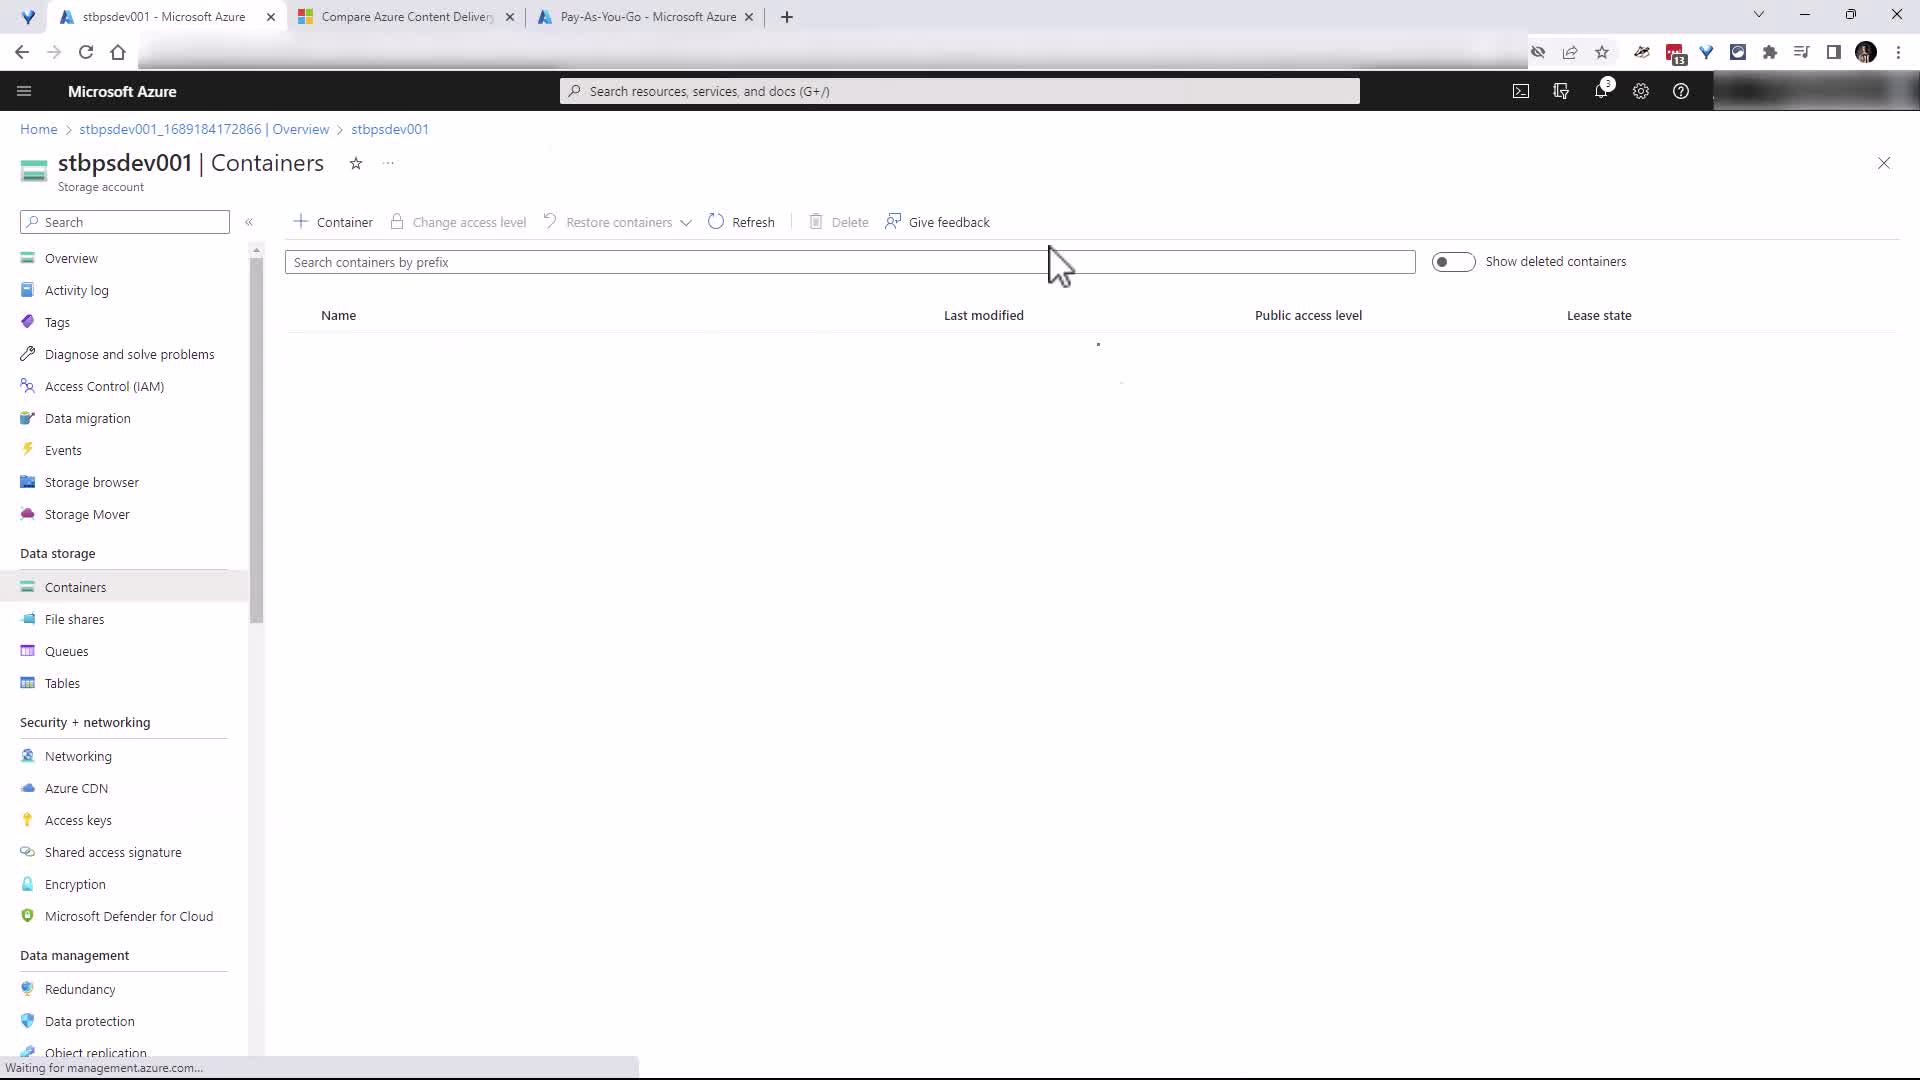 stbpsdev001 - Microsoft Azure
Compare Azure Content Delivery
Pay-As-You-Go - Microsoft Azure
13
Microsoft Azure
Search resources, services, and docs (G+/)
3
Home > stbpsdev001_1689184172866 | Overview > stbpsdev001
stbpsdev001 | Containers
Storage account
Search
Container
Change access level
Restore containers
Refresh
Delete
Give feedback
Search containers by prefix
Show deleted containers
Name
Last modified
Public access level
Lease state
Overview
Activity log
Tags
Diagnose and solve problems
Access Control (IAM)
Data migration
Events
Storage browser
Storage Mover
Data storage
Containers
File shares
Queues
Tables
Security + networking
Networking
Azure CDN
Access keys
Shared access signature
Encryption
Microsoft Defender for Cloud
Data management
Redundancy
Data protection
Object replication
Waiting for management.azure.com...